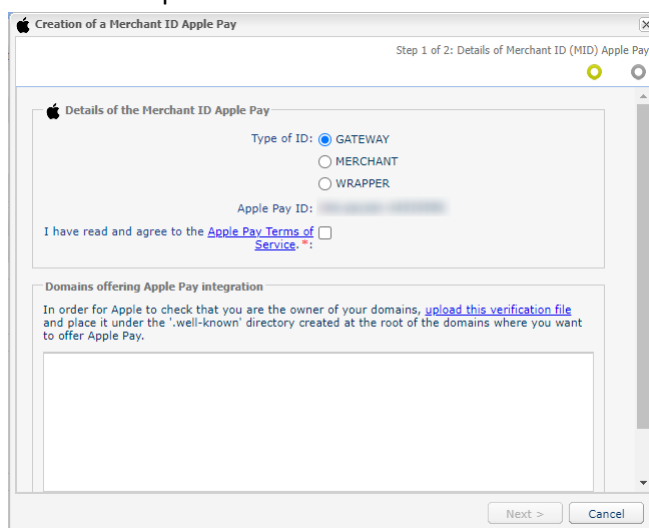 Creation of a Merchant ID Apple Pay
Step 1 of 2: Details of Merchant ID (MID) Apple Pay
Details of the Merchant ID Apple Pay
Type of ID: GATEWAY
MERCHANT
WRAPPER
Apple Pay ID:
I have read and agree to the Apple Pay Terms of
Service. *:
Domains offering Apple Pay integration
In order for Apple to check that you are the owner of your domains, upload this verification file
and place it under the '.well-known' directory created at the root of the domains where you want
to offer Apple Pay.
Next > Cancel